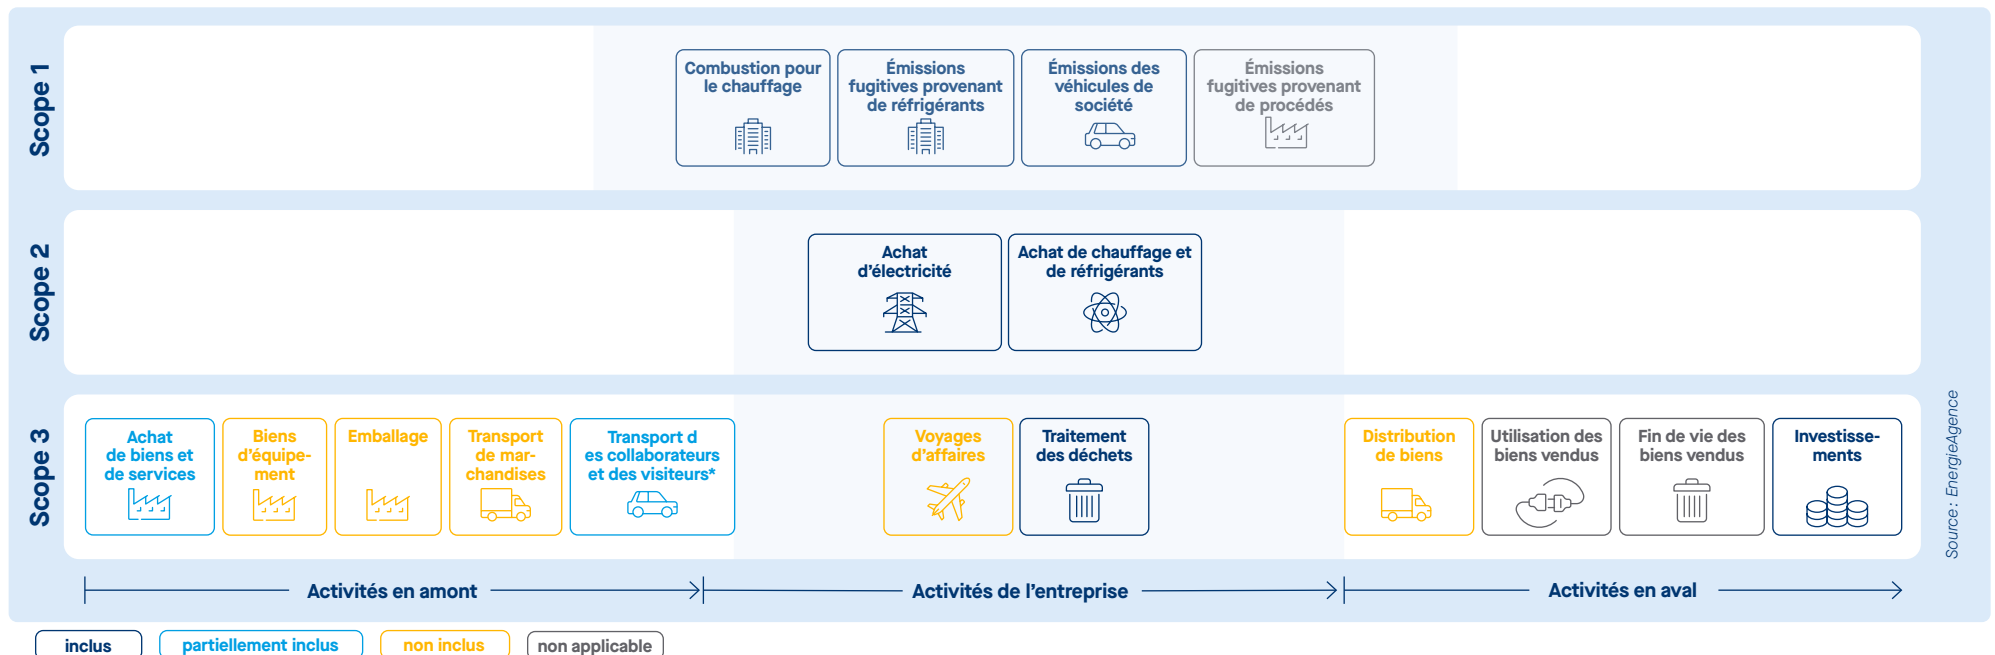 Scope 1
Combustion pour
le chauffage
Émissions
fugitives provenant
de réfrigérants
Émissions des
véhicules de
société
Émissions
fugitives provenant
de procédés
Scope 2
Achat
d’électricité
Achat de chauffage et
de réfrigérants
Scope 3
Achat
de biens et
de services
Biens
d’équipe-
ment
Emballage
Transport
de mar-
chandises
Transport d
es collaborateurs
et des visiteurs*
Voyages
d’affaires
Traitement
des déchets
Distribution
de biens
Utilisation des
biens vendus
Fin de vie des
biens vendus
Investisse-
ments
Source : EnergieAgence
Activités en amont
Activités de l’entreprise
Activités en aval
inclus
partiellement inclus
non inclus
non applicable